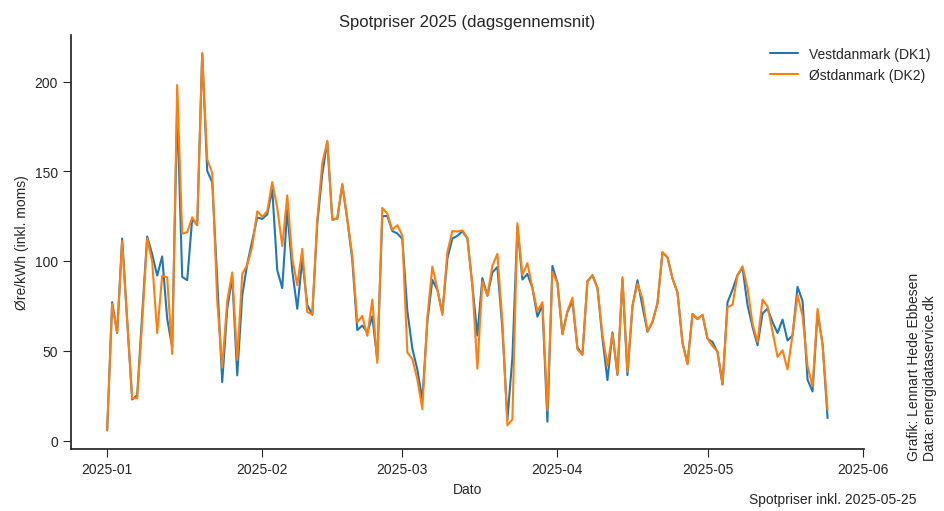 Spotpriser 2025 (dagsgennemsnit)
Vestdanmark (DK1)
Østdanmark (DK2)
Øre/kWh (inkl. moms)
200
150
100
50
0
2025-01
2025-02
2025-03
2025-04
2025-05
2025-06
Dato
Grafik: Lennart Hede Ebbesen
Data: energidataservice.dk
Spotpriser inkl. 2025-05-25